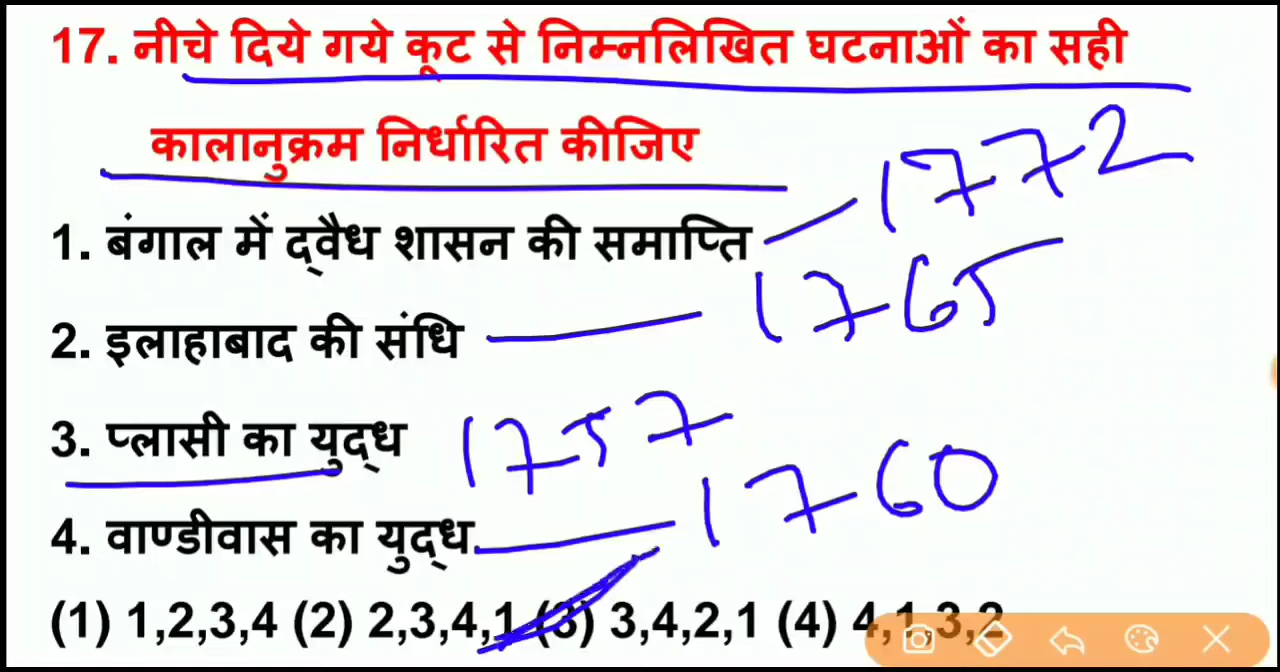 17. नीचे दिये गये कूट से निम्नलिखित घटनाओं का सही
कालानुक्रम निर्धारित कीजिए
1. बंगाल में द्वैध शासन की समाप्ति 1772
2. इलाहाबाद की संधि 1765
3. प्लासी का युद्ध 1757
4. वाण्डीवास का युद्ध 1760
(1) 1,2,3,4 (2) 2,3,4,1 (3) 3,4,2,1 (4) 4,1,3,2